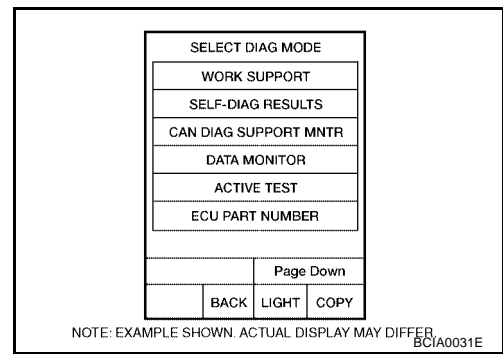 SELECT DIAG MODE
WORK SUPPORT
SELF-DIAG RESULTS
CAN DIAG SUPPORT MNTR
DATA MONITOR
ACTIVE TEST
ECU PART NUMBER
Page Down
BACK LIGHT COPY
NOTE: EXAMPLE SHOWN. ACTUAL DISPLAY MAY DIFFER.
BCIA0031E